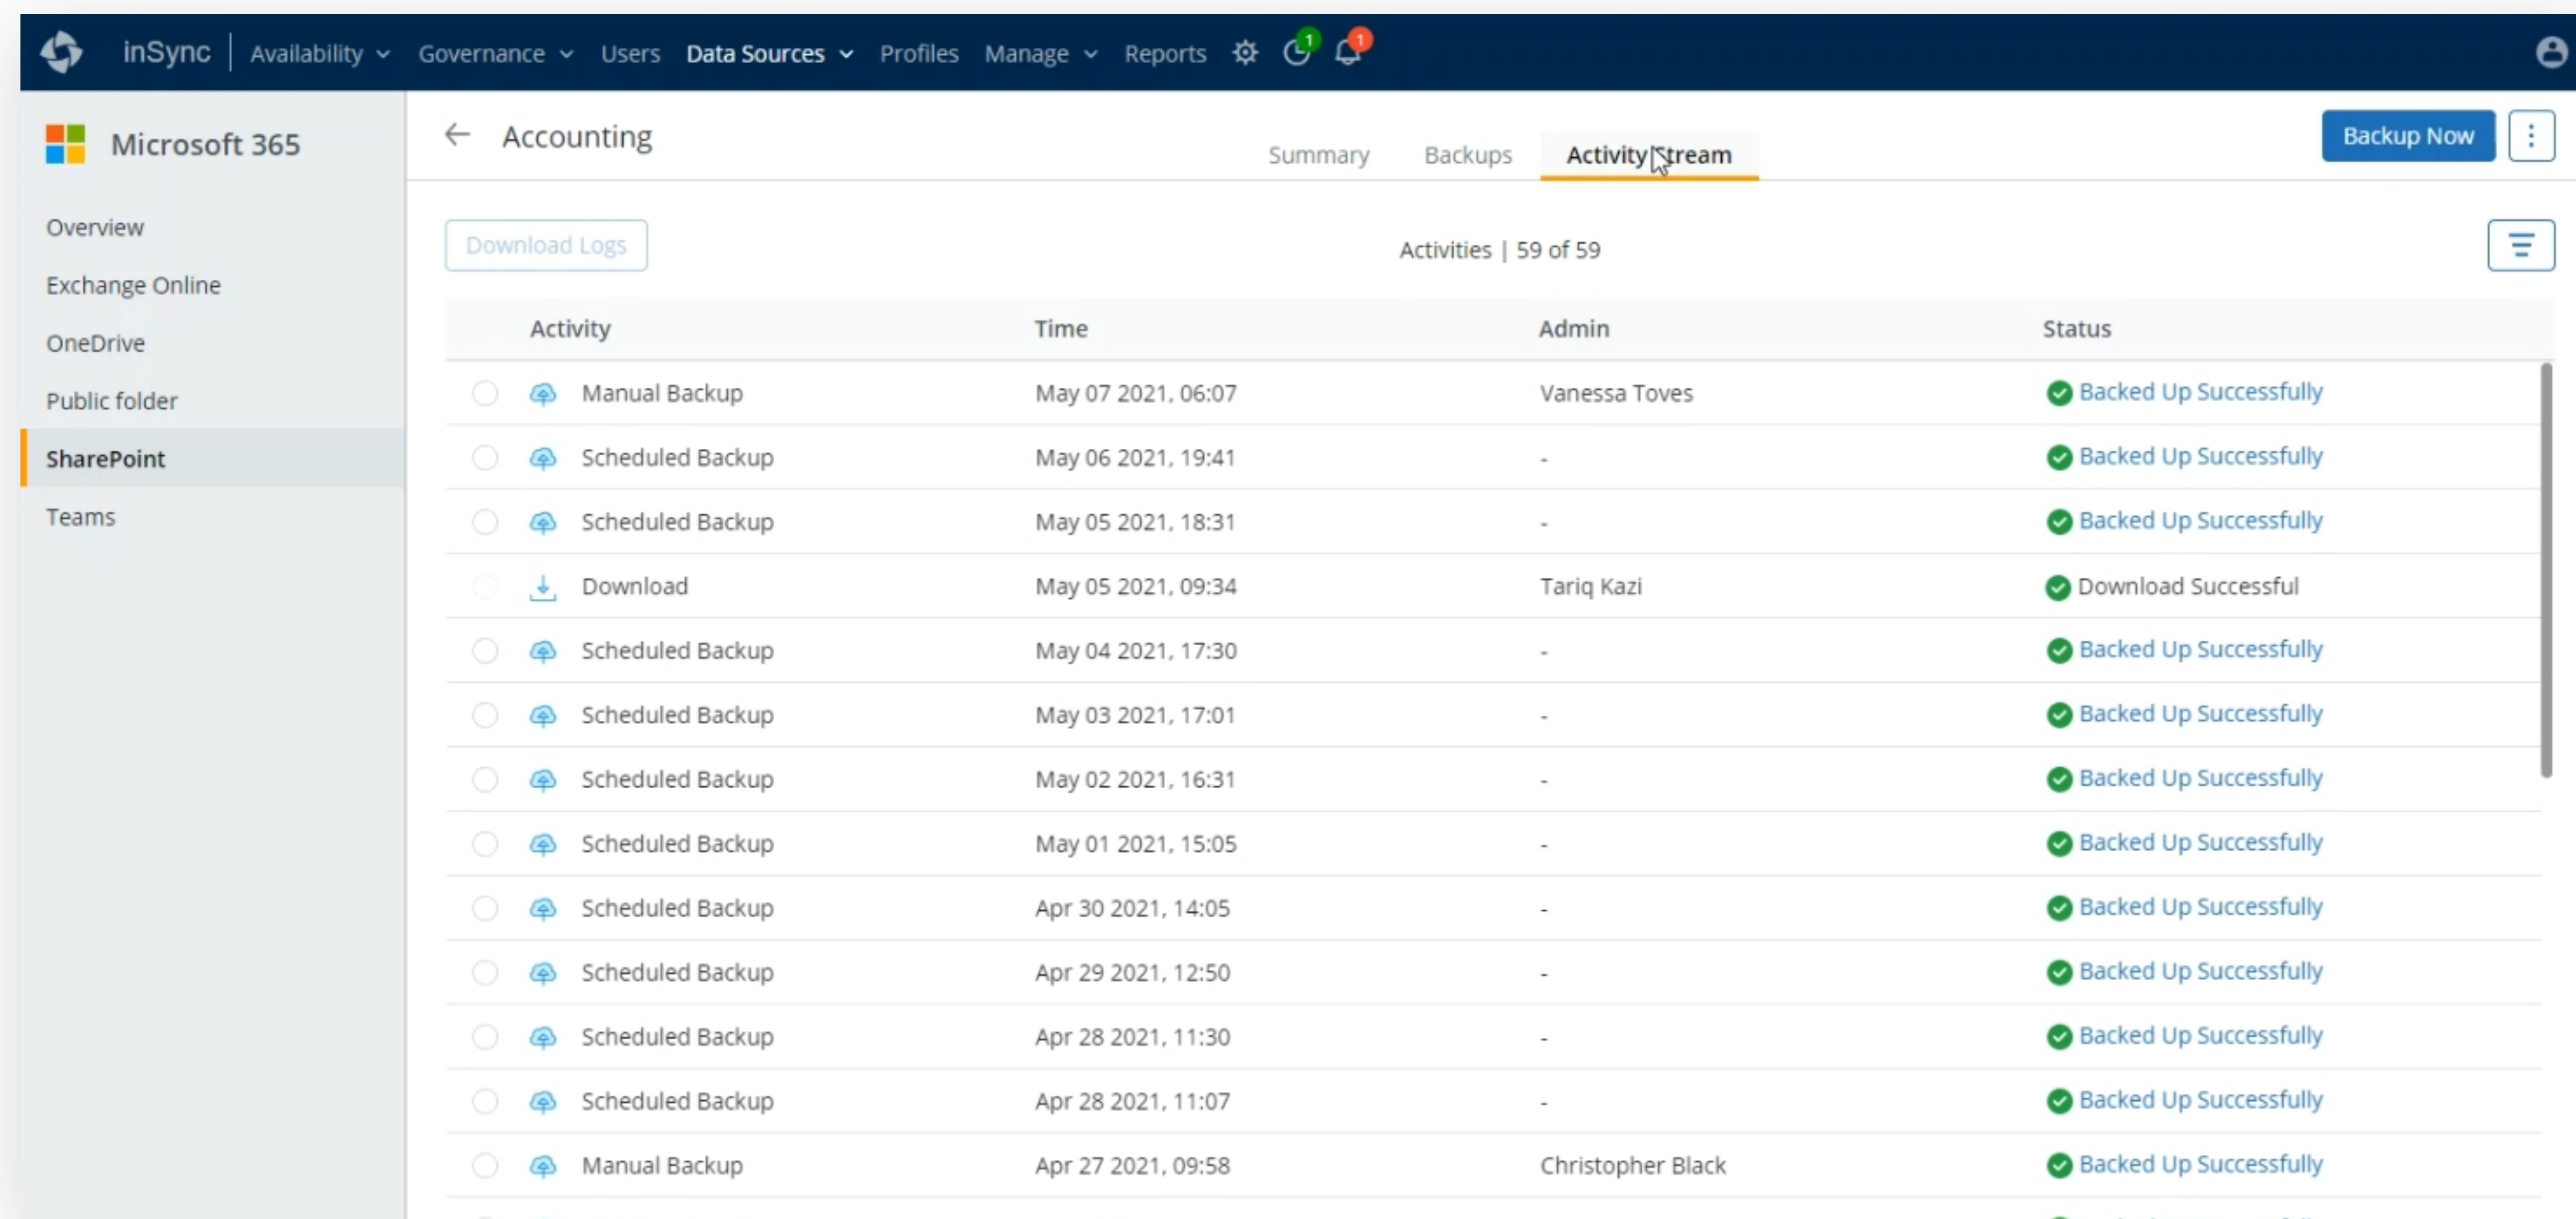 inSync Availability Governance Users Data Sources Profiles Manage Reports 1 1
Microsoft 365
Overview
Exchange Online
OneDrive
Public folder
SharePoint
Teams
Accounting
Summary Backups Activity Stream
Backup Now
Download Logs
Activities | 59 of 59
Activity Time Admin Status
Manual Backup May 07 2021, 06:07 Vanessa Toves Backed Up Successfully
Scheduled Backup May 06 2021, 19:41 - Backed Up Successfully
Scheduled Backup May 05 2021, 18:31 - Backed Up Successfully
Download May 05 2021, 09:34 Tariq Kazi Download Successful
Scheduled Backup May 04 2021, 17:30 - Backed Up Successfully
Scheduled Backup May 03 2021, 17:01 - Backed Up Successfully
Scheduled Backup May 02 2021, 16:31 - Backed Up Successfully
Scheduled Backup May 01 2021, 15:05 - Backed Up Successfully
Scheduled Backup Apr 30 2021, 14:05 - Backed Up Successfully
Scheduled Backup Apr 29 2021, 12:50 - Backed Up Successfully
Scheduled Backup Apr 28 2021, 11:30 - Backed Up Successfully
Scheduled Backup Apr 28 2021, 11:07 - Backed Up Successfully
Manual Backup Apr 27 2021, 09:58 Christopher Black Backed Up Successfully